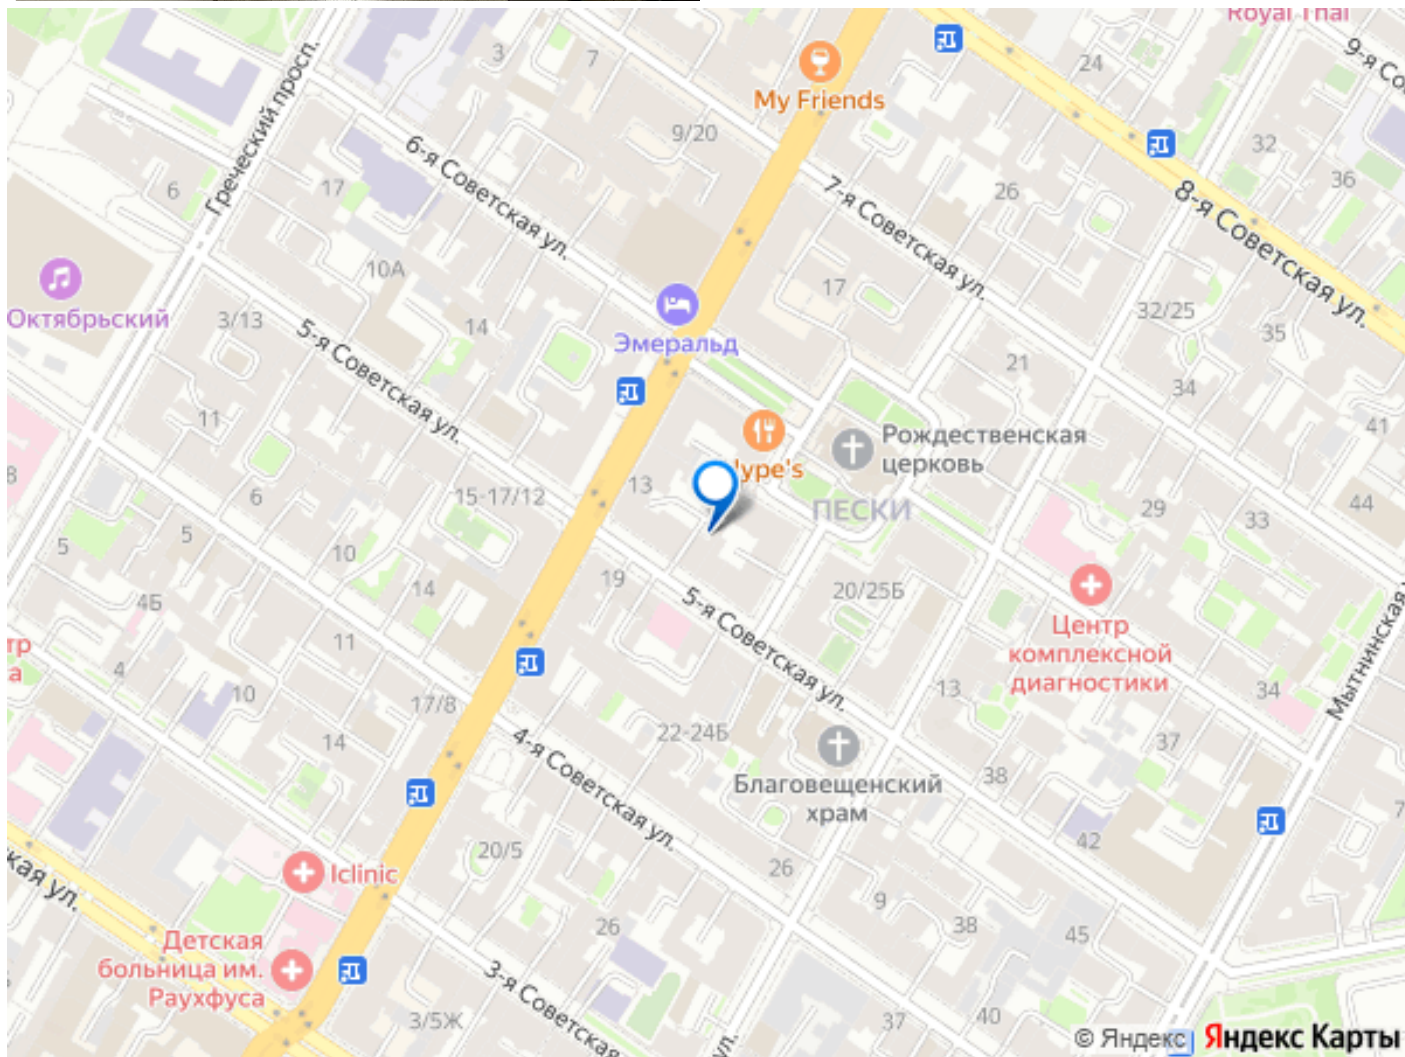 Royal Thai
9-я Со
3
7
24
My Friends
Греческий просп.
9/20
32
6-я Советская ул.
36
6
17
7-я Советская ул.
26
8-я Советская ул.
10А
17
Октябрьский
3/13
14
32/25
35
5-я Советская ул.
Эмеральд
21
34
11
41
Рождественская
церковь
8
15-17/12
13
ype's
6
ПЕСКИ
29
33
44
5
5
10
14
19
5-я Советская ул.
20/25Б
4Б
Центр
комплексной
диагностики
тр
а
11
4
10
17/8
13
34
Мытнинская
14
4-я Советская ул.
22-24Б
37
38
Благовещенский
храм
7
42
20/5
кая ул.
Iclinic
26
9
Детская
больница им.
Раухфуса
26
38
45
3-я Советская
3/5Ж
37
40
ул.
© Яндекс Яндекс Карты